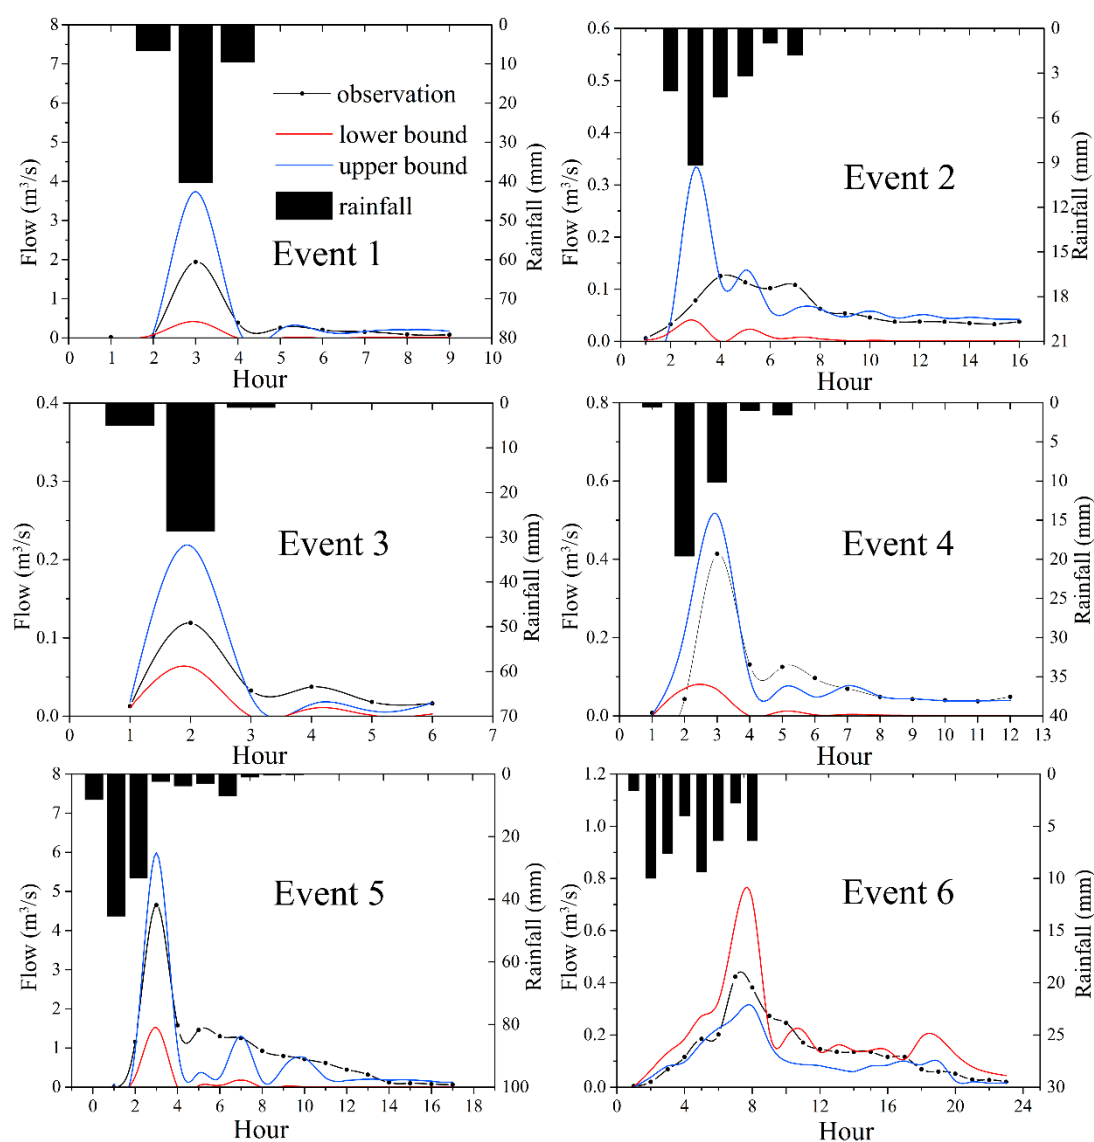 8
7
6
5
4
3
2
1
0
Flow (m³/s)
observation
lower bound
upper bound
rainfall
Event 1
0
10
20
30
40
50
60
70
80
Rainfall (mm)
0 1 2 3 4 5 6 7 8 9 10
Hour
0.6
0.5
0.4
0.3
0.2
0.1
0.0
Flow (m³/s)
Event 2
0
3
6
9
12
15
18
21
Rainfall (mm)
0 2 4 6 8 10 12 14 16
Hour
0.4
0.3
0.2
0.1
0.0
Flow (m³/s)
Event 3
0
10
20
30
40
50
60
70
Rainfall (mm)
0 1 2 3 4 5 6 7
Hour
0.8
0.6
0.4
0.2
0.0
Flow (m³/s)
Event 4
0
5
10
15
20
25
30
35
40
Rainfall (mm)
0 1 2 3 4 5 6 7 8 9 10 11 12 13
Hour
8
7
6
5
4
3
2
1
0
Flow (m³/s)
Event 5
0
20
40
60
80
100
Rainfall (mm)
0 2 4 6 8 10 12 14 16 18
Hour
1.2
1.0
0.8
0.6
0.4
0.2
0.0
Flow (m³/s)
Event 6
0
5
10
15
20
25
30
Rainfall (mm)
0 4 8 12 16 20 24
Hour